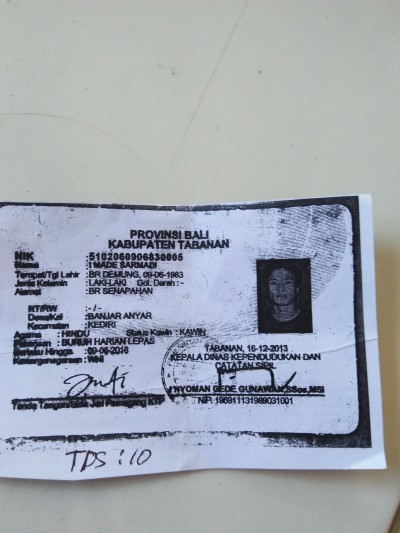 PROVINSI BALI
KABUPATEN TABANAN
NIK :5102060906830005
Nama :I MADE SARMADI
Tempat/Tgl Lahir :BR DEMUNG, 09-06-1983
Jenis Kelamin :LAKI-LAKI Gol. Darah :-
Alamat :BR SENAPAHAN
RT/RW :-/-
Desa/Kel :BANJAR ANYAR
Kecamatan :KEDIRI
Agama :HINDU Status Kawin :KAWIN
Pekerjaan :BURUH HARIAN LEPAS
Berlaku Hingga :09-06-2018
Kewarganegaraan :WNI
TABANAN, 16-12-2013
KEPALA DINAS KEPENDUDUKAN DAN
CATATAN SIPIL
I NYOMAN GEDE GUNAWAN,SSos,MSi
NIP. 196911131989031001
Tanda Tangan/Cap Jari Pemegang KTP
TPS :10